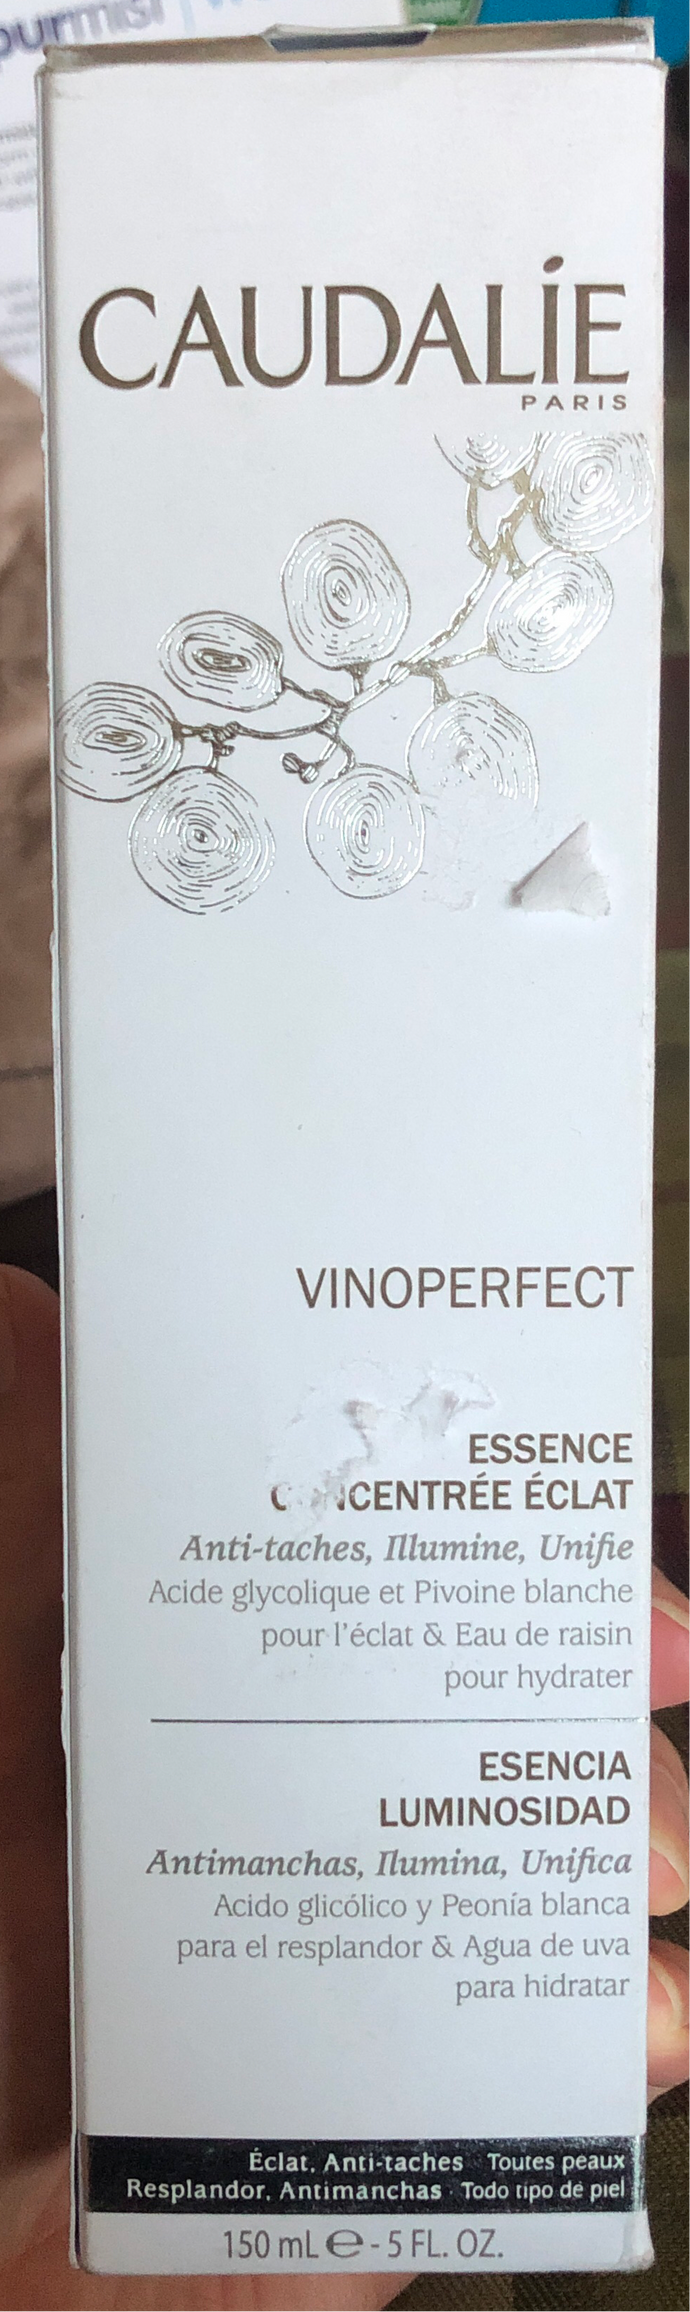 CAUDALÍE
PARIS
VINOPERFECT
ESSENCE
CONCENTRÉE ÉCLAT
Anti-taches, Illumine, Unifie
Acide glycolique et Pivoine blanche
pour l'éclat & Eau de raisin
pour hydrater
ESENCIA
LUMINOSIDAD
Antimanchas, Ilumina, Unifica
Acido glicólico y Peonía blanca
para el resplandor & Agua de uva
para hidratar
Éclat, Anti-taches Toutes peaux
Resplandor, Antimanchas · Todo tipo de piel
150 mL ℮ - 5 FL. OZ.